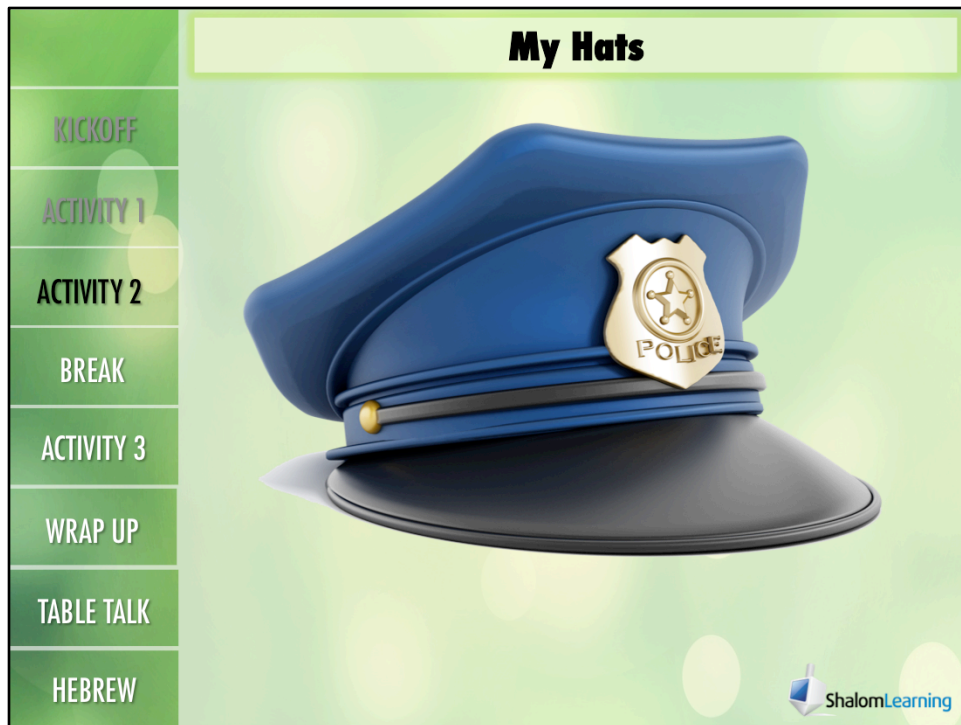 My Hats
KICKOFF
ACTIVITY 1
ACTIVITY 2
BREAK
ACTIVITY 3
WRAP UP
TABLE TALK
HEBREW
POLICE
ShalomLearning